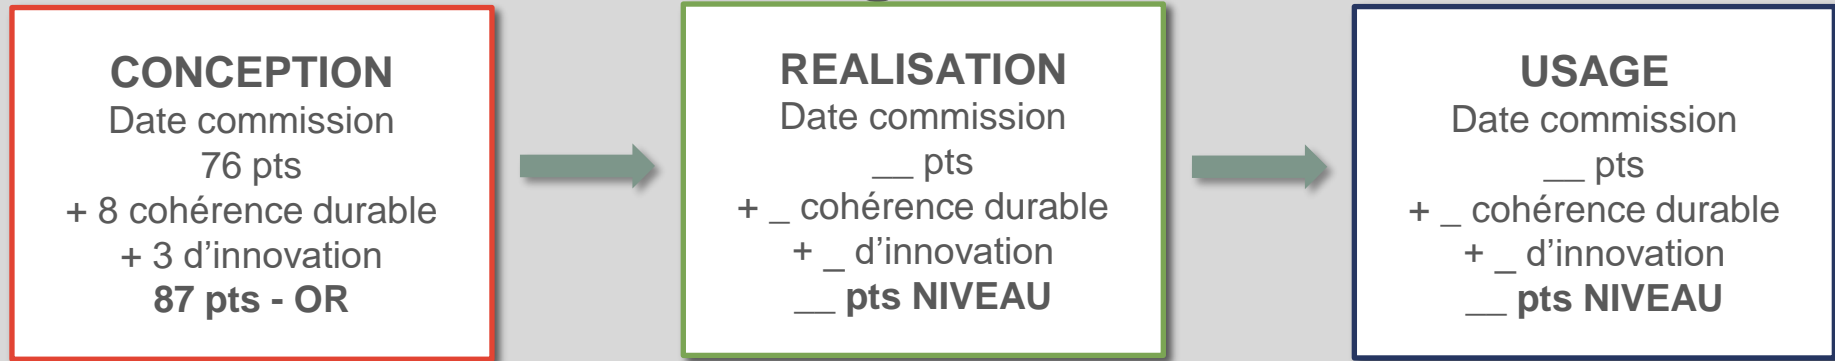 CONCEPTION
Date commission
76 pts
+ 8 cohérence durable
+ 3 d’innovation
87 pts - OR
REALISATION
Date commission
__ pts
+ _ cohérence durable
+ _ d’innovation
__ pts NIVEAU
USAGE
Date commission
__ pts
+ _ cohérence durable
+ _ d’innovation
__ pts NIVEAU